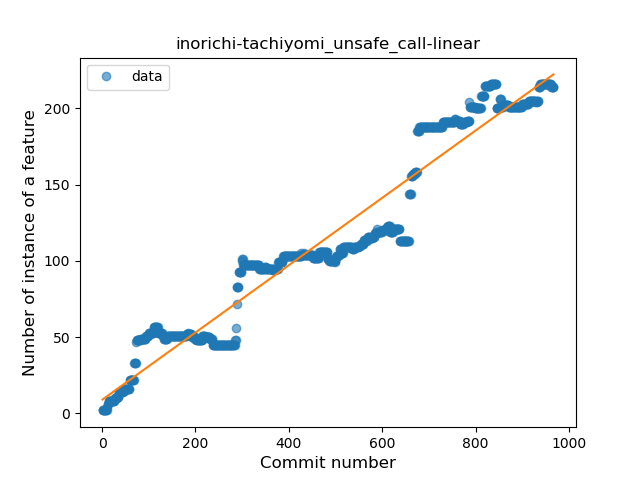 inorichi-tachiyomi_unsafe_call-linear
data
Number of instance of a feature
200
150
100
50
0
0 200 400 600 800 1000
Commit number